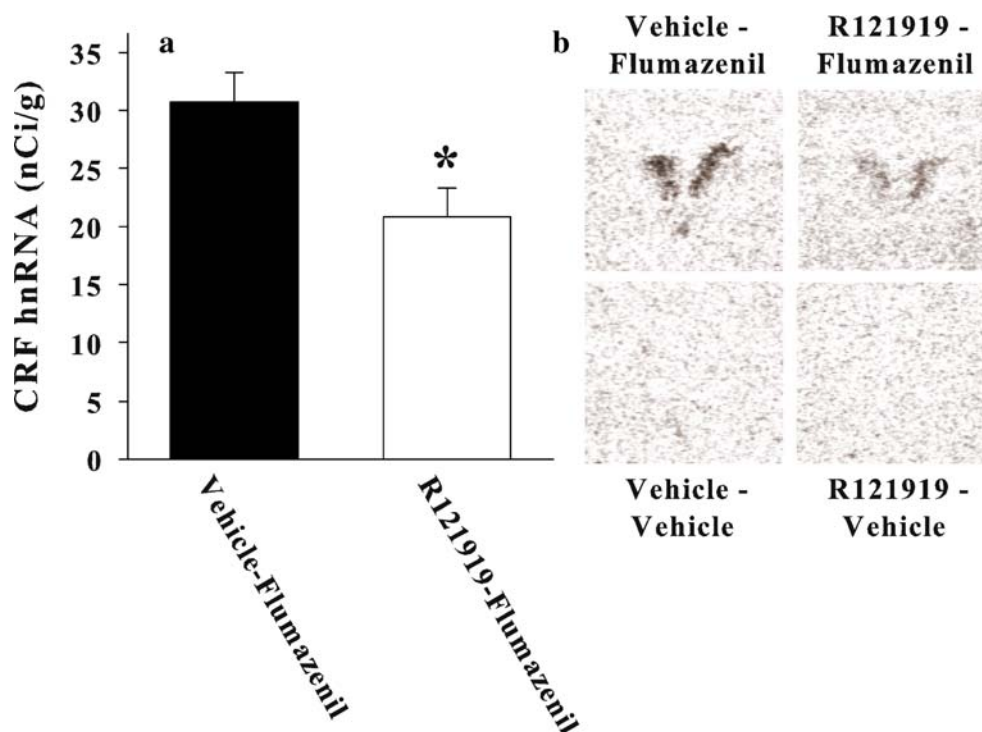 a
CRF hnRNA (nCi/g)
35
30
25
20
15
10
5
0
*
Vehicle-Flumazenil
R121919-Flumazenil
b
Vehicle -
Flumazenil
R121919 -
Flumazenil
Vehicle -
Vehicle
R121919 -
Vehicle